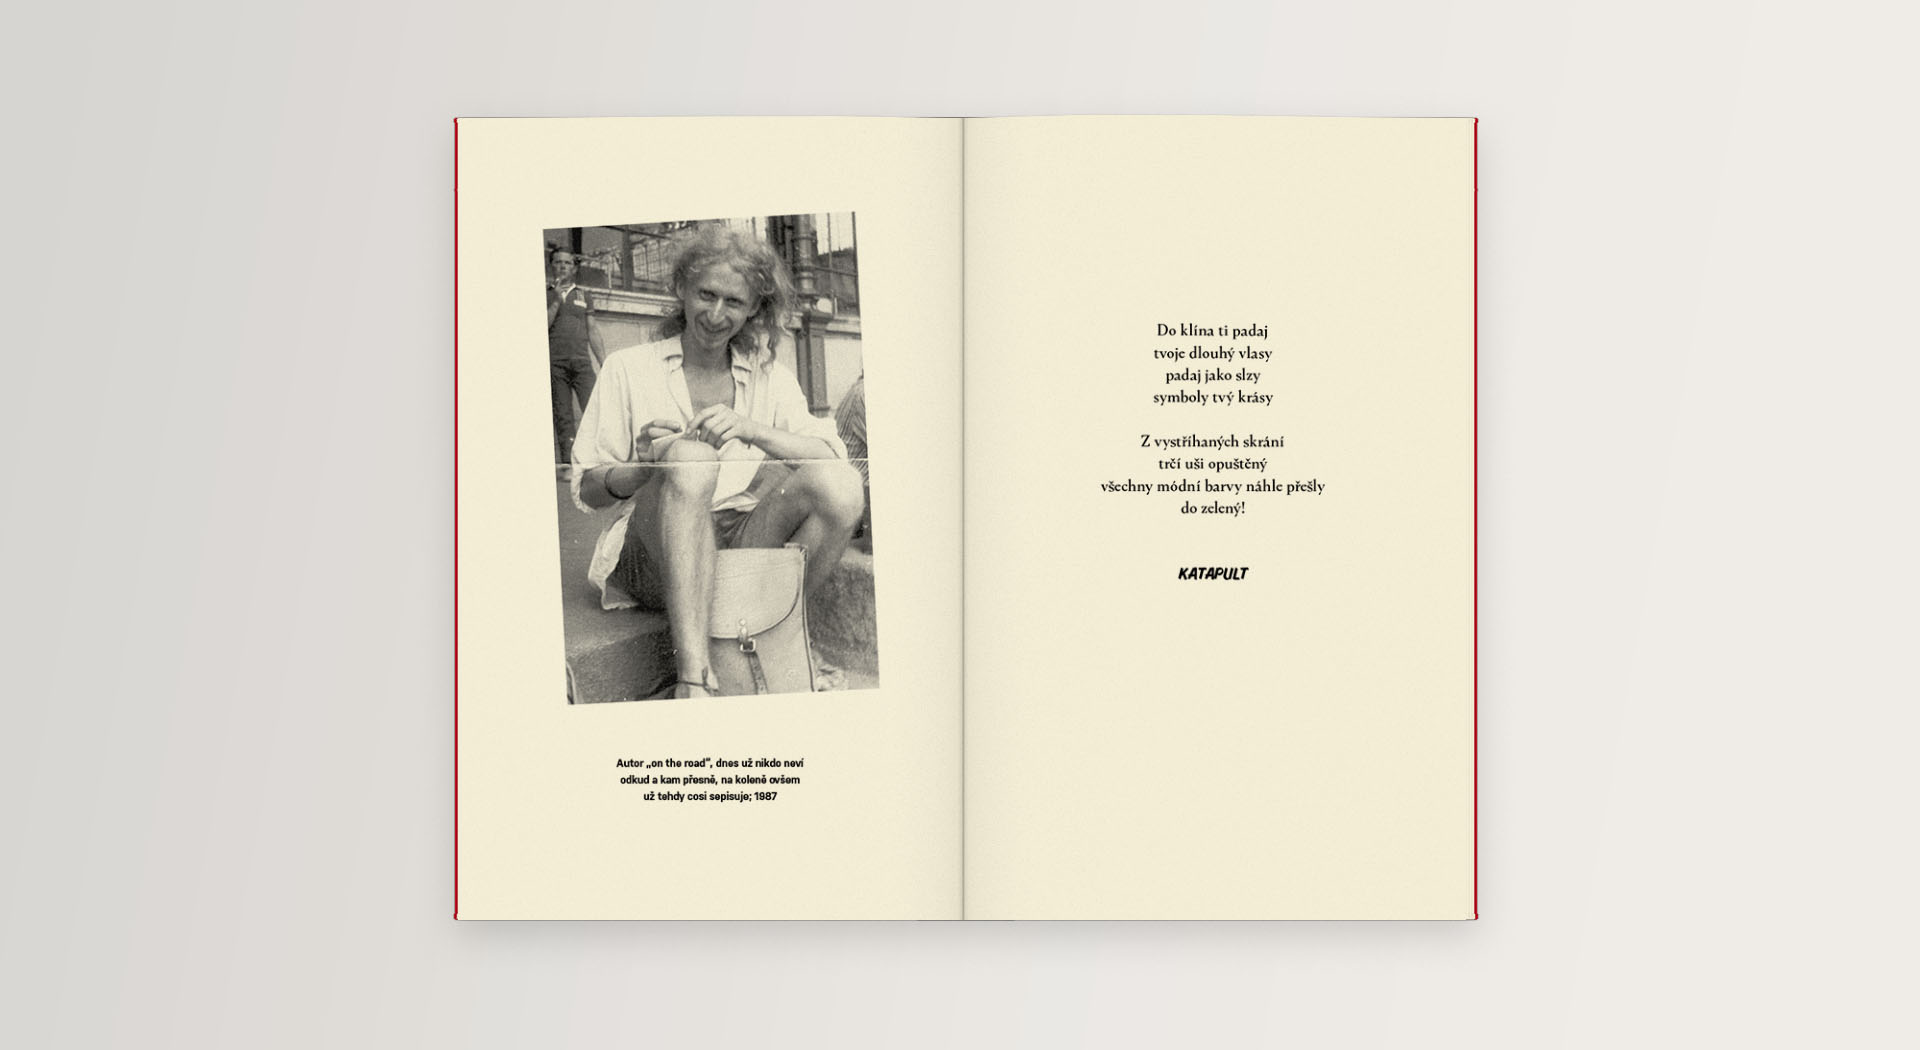 Autor „on the road“, dnes už nikdo neví
odkud a kam přesně, na koleně ovšem
už tehdy cosi sepisuje; 1987
Do klína ti padaj
tvoje dlouhý vlasy
padaj jako slzy
symboly tvý krásy
Z vystříhaných skrání
trčí uši opuštěný
všechny módní barvy náhle přešly
do zelený!
KATAPULT